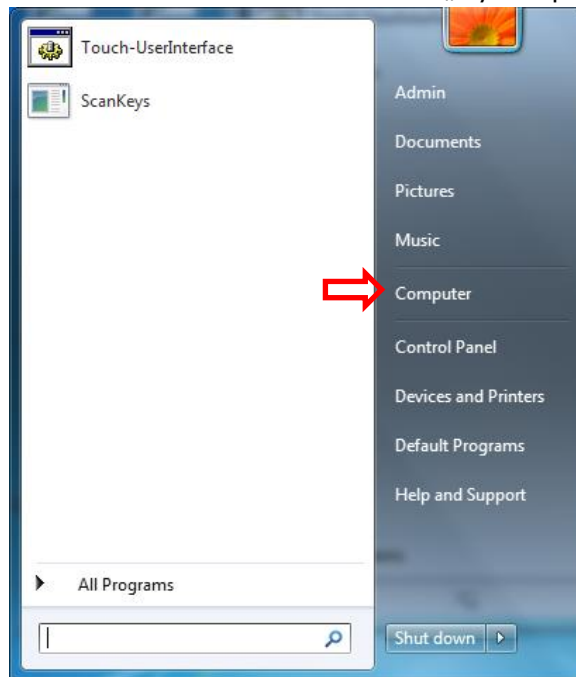 Touch-UserInterface
ScanKeys
All Programs
Admin
Documents
Pictures
Music
Computer
Control Panel
Devices and Printers
Default Programs
Help and Support
Shut down